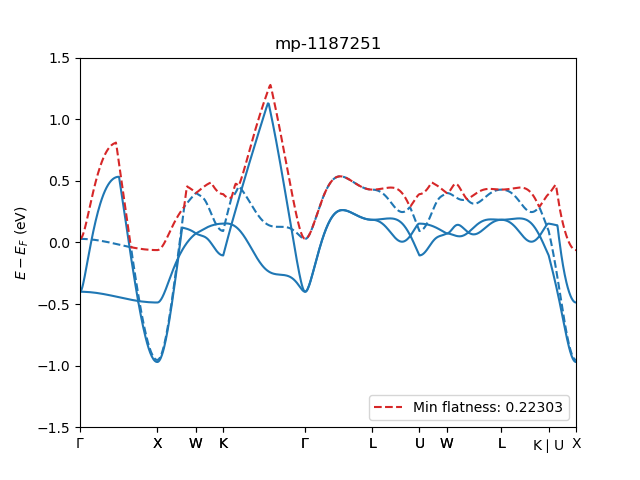 mp-1187251
E − E_F (eV)
1.5
1.0
0.5
0.0
−0.5
−1.0
−1.5
Min flatness: 0.22303
Γ X W K Γ L U W L K | U X